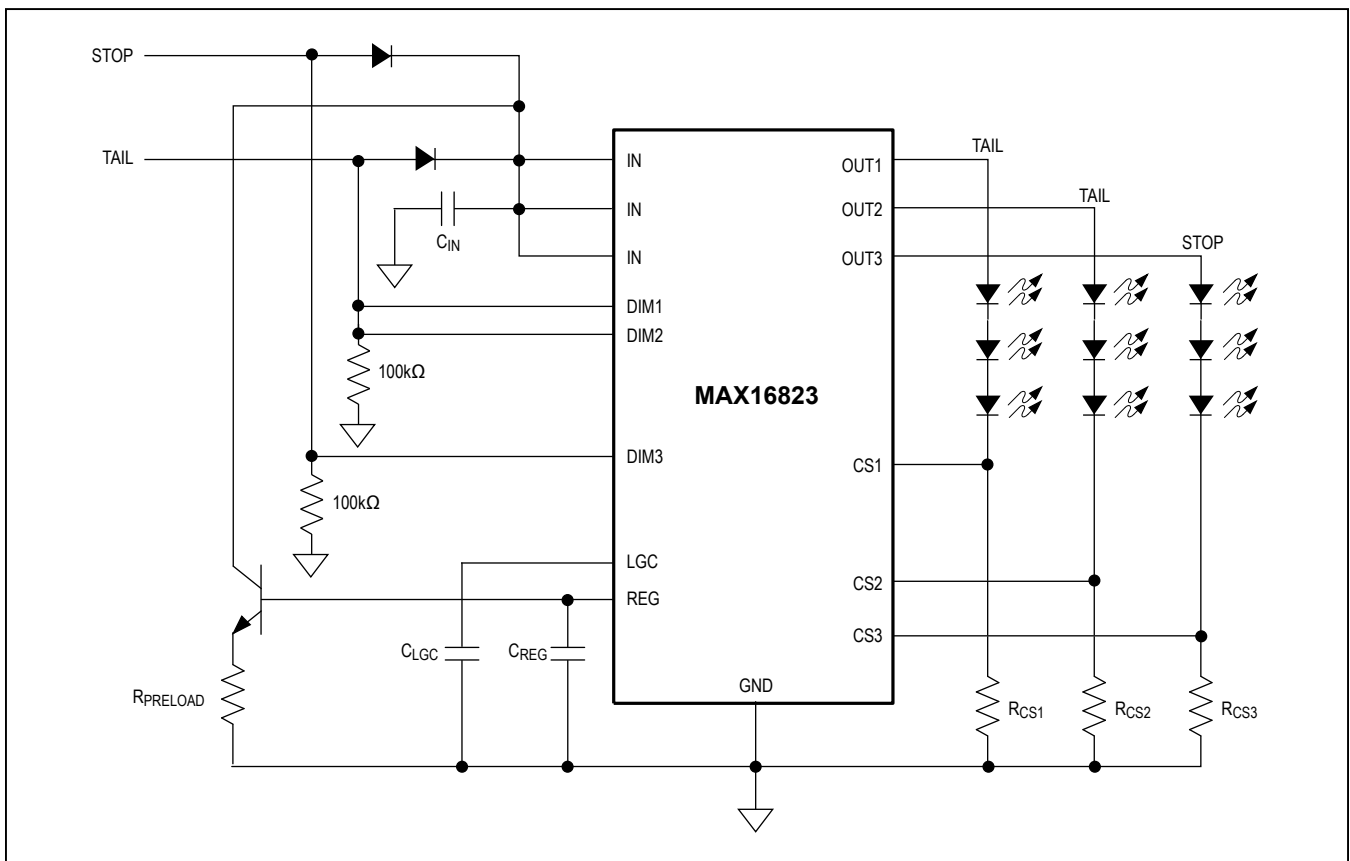 STOP
TAIL
C_IN
IN
IN
IN
DIM1
DIM2
100kΩ
DIM3
100kΩ
LGC
REG
C_LGC
C_REG
R_PRELOAD
MAX16823
GND
OUT1
OUT2
OUT3
CS1
CS2
CS3
TAIL
TAIL
STOP
R_CS1
R_CS2
R_CS3